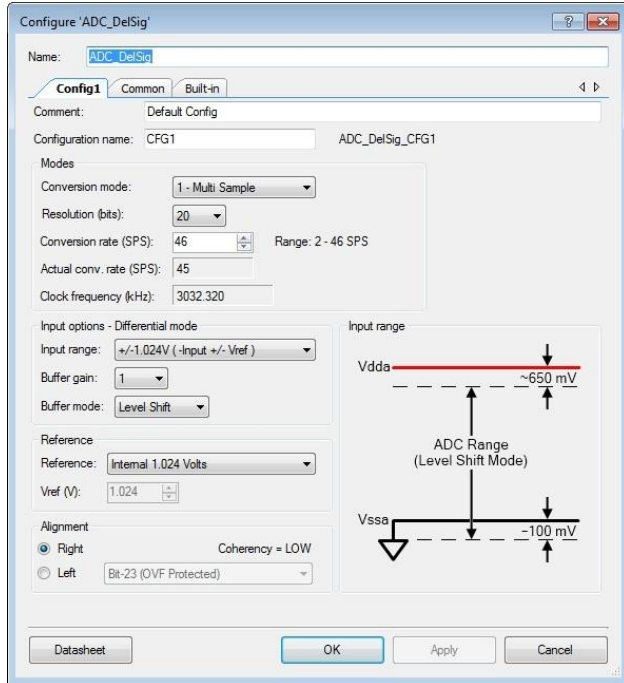 Configure 'ADC_DelSig'
Name: ADC_DelSig
Config1 Common Built-in
Comment: Default Config
Configuration name: CFG1 ADC_DelSig_CFG1
Modes
Conversion mode: 1 - Multi Sample
Resolution (bits): 20
Conversion rate (SPS): 46 Range: 2 - 46 SPS
Actual conv. rate (SPS): 45
Clock frequency (kHz): 3032.320
Input options - Differential mode
Input range: +/-1.024V ( -Input +/- Vref )
Buffer gain: 1
Buffer mode: Level Shift
Reference
Reference: Internal 1.024 Volts
Vref (V): 1.024
Alignment
Right Coherency = LOW
Left Bit-23 (OVF Protected)
Input range
Vdda
~650 mV
ADC Range
(Level Shift Mode)
Vssa
~100 mV
Datasheet OK Apply Cancel